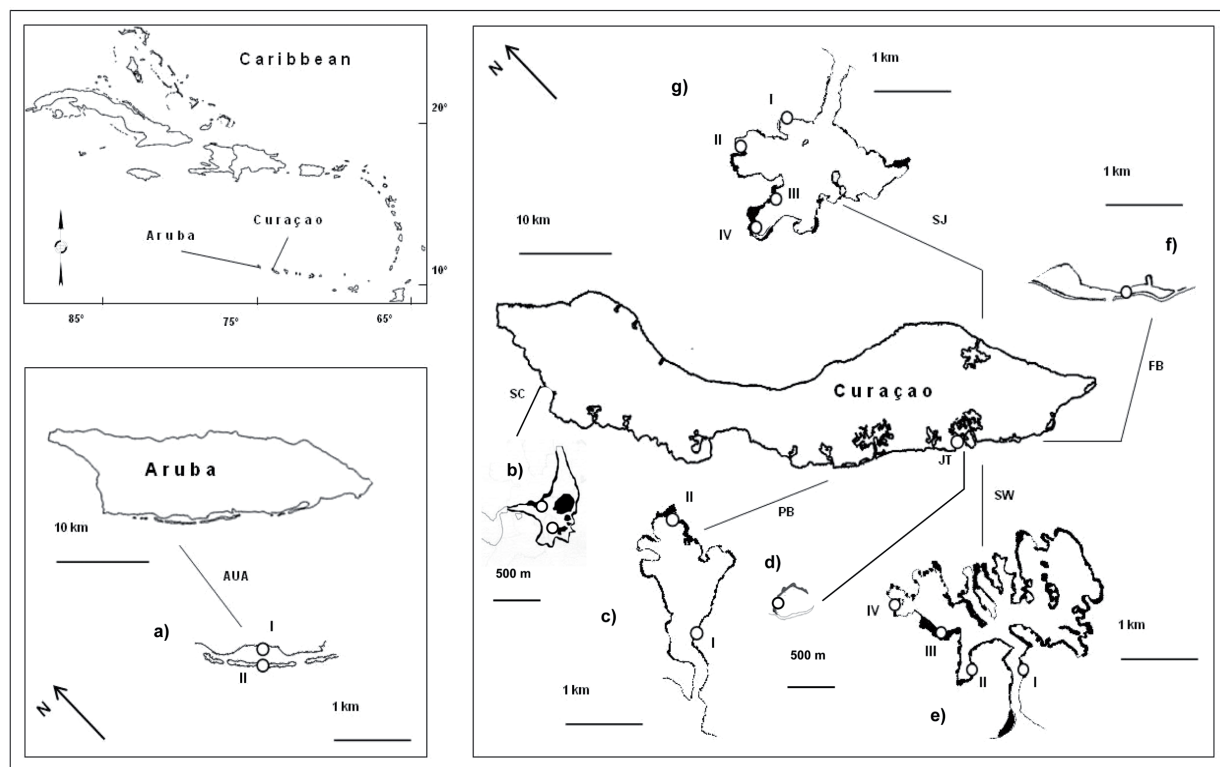 Caribbean
20°
Curaçao
Aruba
10°
85°
75°
65°
Aruba
10 km
AUA
a)
I
II
N
1 km
N
1 km
g)
I
II
III
IV
10 km
SJ
1 km
f)
FB
Curaçao
SC
JT
b)
500 m
PB
II
c)
I
1 km
d)
500 m
SW
IV
III
II
I
e)
1 km